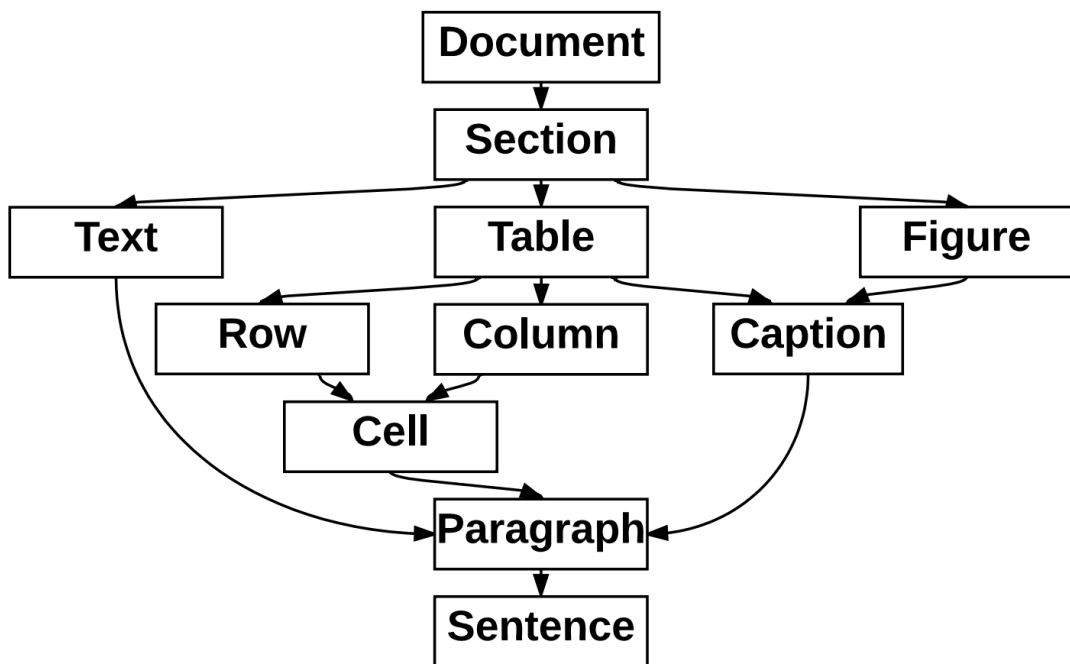 Document
Section
Text
Table
Figure
Row
Column
Caption
Cell
Paragraph
Sentence